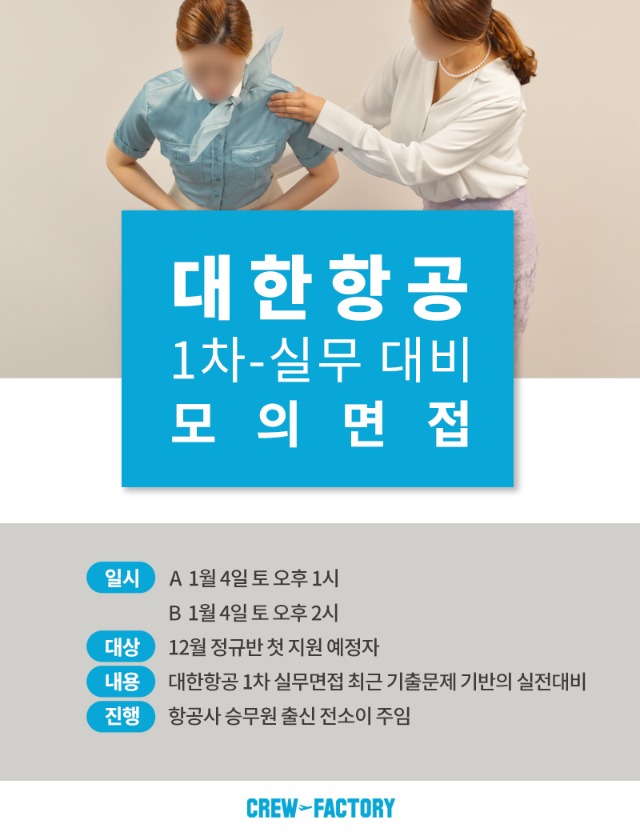 대한항공
1차-실무 대비
모의면접
일시 A 1월 4일 토 오후 1시
B 1월 4일 토 오후 2시
대상 12월 정규반 첫 지원 예정자
내용 대한항공 1차 실무면접 최근 기출문제 기반의 실전대비
진행 항공사 승무원 출신 전소이 주임
CREW FACTORY